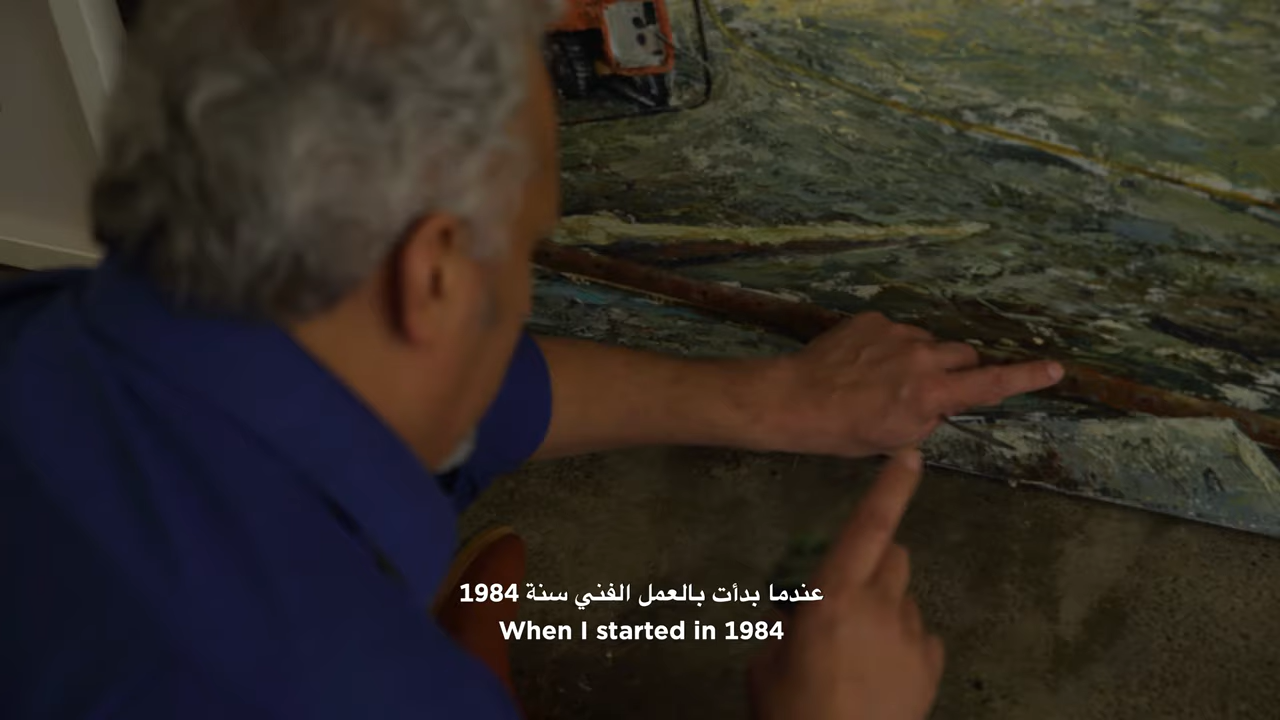 عندما بدأت بالعمل الفني سنة 1984
When I started in 1984